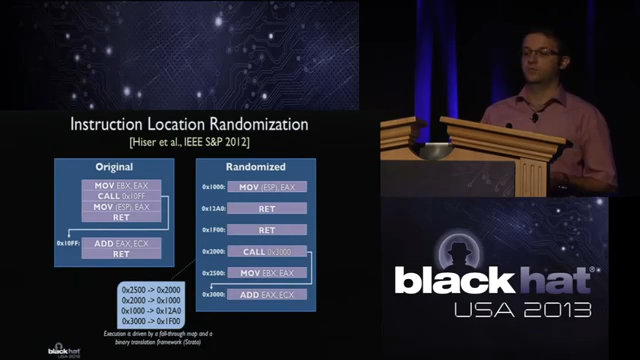 Instruction Location Randomization
[Hiser et al., IEEE S&P 2012]
Original
MOV EBX, EAX
CALL 0x10FF
MOV (ESP), EAX
RET
0x10FF:
ADD EAX, ECX
RET
Randomized
0x1000: MOV (ESP), EAX
0x12A0: RET
0x1F00: RET
0x2000: CALL 0x3000
0x2500: MOV EBX, EAX
0x3000: ADD EAX, ECX
0x2500 -> 0x2000
0x2000 -> 0x1000
0x1000 -> 0x12A0
0x3000 -> 0x1F00
Execution is driven by a fall-through map and a
binary translation framework (Strata)
black hat
USA 2013
black hat®
USA 2013